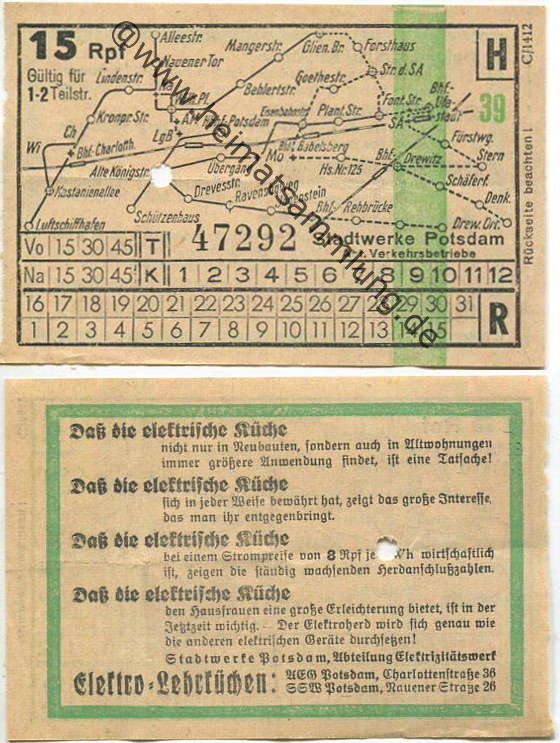 15 Rpf
Gültig für
1-2 Teilstr.
Alleestr.
Nauener Tor
Lindenstr.
Mangerstr.
Glien. Br.
Forsthaus
Str. d. SA
Goethestr.
Beblertstr.
Kronpr. Str.
Eisenbahnstr.
Plant. Str.
Font. Str.
Bhf.
Ufa-
stadt
39
H
C/1412
Ch
Wi
Bhf. Charlotth.
LgB
Alte Königstr.
SA
Fürstwg.
Stern
Übergang
Mö
Bhf. Babelsberg
Hs. Nr. 125
Bhf. Drewitz
Schäferf.
Denk.
Kastanienallee
Drevesstr.
Bhf. Rehbrücke
Drew. Ort.
Luftschiffhafen
Schützenhaus
Rückseite beachten!
Vo 15 30 45 T 47292 Stadtwerke Potsdam
Verkehrsbetriebe
Na 15 30 45 K 1 2 3 4 5 6 7 8 9 10 11 12
16 17 18 19 20 21 22 23 24 25 26 27 28 29 30 31 R
1 2 3 4 5 6 7 8 9 10 11 12 13 14 15
@www.heimatsammlung.de
Daß die elektrische Küche
nicht nur in Neubauten, sondern auch in Altwohnungen
immer größere Anwendung findet, ist eine Tatsache!
Daß die elektrische Küche
sich in jeder Weise bewährt hat, zeigt das große Interesse,
das man ihr entgegenbringt.
Daß die elektrische Küche
bei einem Strompreise von 8 Rpf je Wh wirtschaftlich
ist, zeigen die ständig wachsenden Herdanschlußzahlen.
Daß die elektrische Küche
den Hausfrauen eine große Erleichterung bietet, ist in der
Jetztzeit wichtig. – Der Elektroherd wird sich genau wie
die anderen elektrischen Geräte durchsetzen!
Stadtwerke Potsdam, Abteilung Elektrizitätswerk
Elektro-Lehrküchen: AEG Potsdam, Charlottenstraße 36
SSW Potsdam, Nauener Straße 26